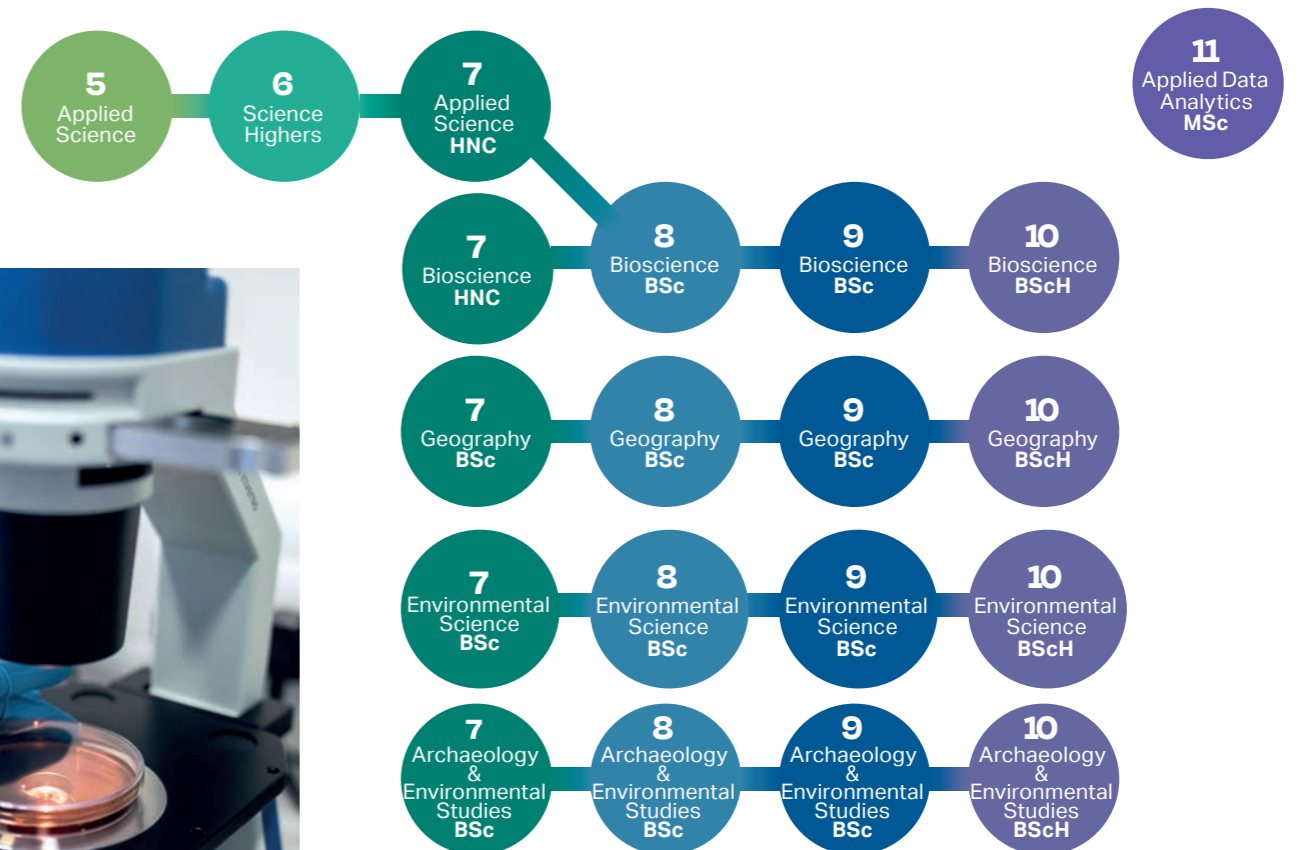 5
Applied
Science
6
Science
Highers
7
Applied
Science
HNC
11
Applied Data
Analytics
MSc
7
Bioscience
HNC
8
Bioscience
BSc
9
Bioscience
BSc
10
Bioscience
BScH
7
Geography
BSc
8
Geography
BSc
9
Geography
BSc
10
Geography
BScH
7
Environmental
Science
BSc
8
Environmental
Science
BSc
9
Environmental
Science
BSc
10
Environmental
Science
BScH
7
Archaeology
&
Environmental
Studies
BSc
8
Archaeology
&
Environmental
Studies
BSc
9
Archaeology
&
Environmental
Studies
BSc
10
Archaeology
&
Environmental
Studies
BScH